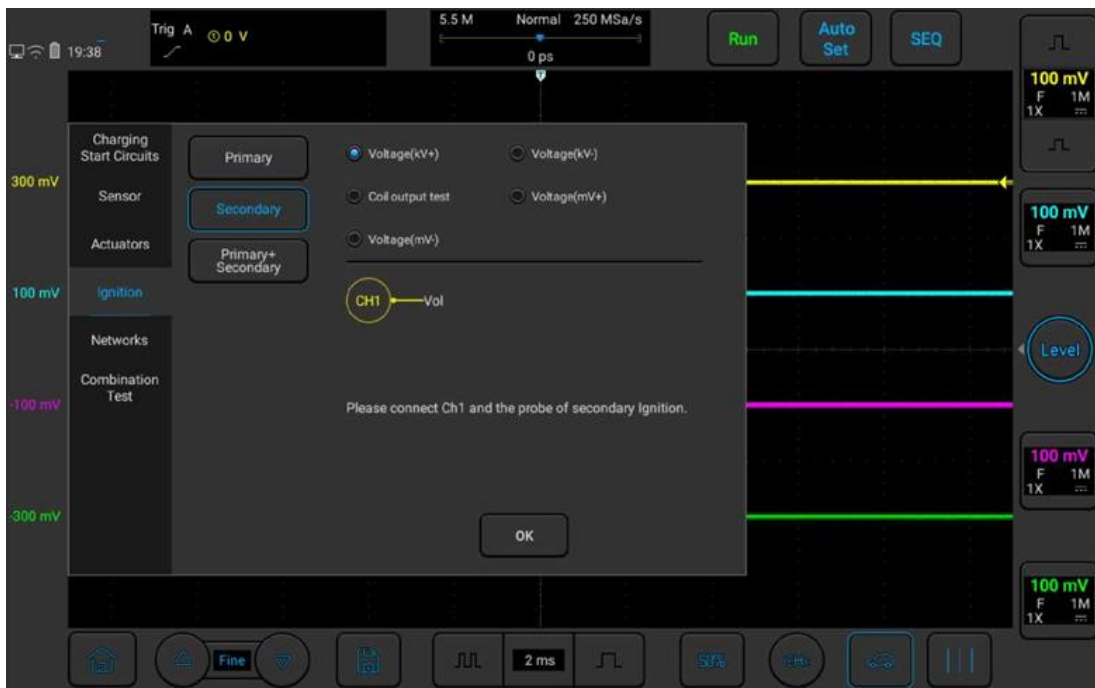 19:38
Trig A ① 0 V
5.5 M Normal 250 MSa/s
0 ps
Run
Auto
Set
SEQ
T
100 mV
F 1M
1X
Charging
Start Circuits
Sensor
Actuators
Ignition
Networks
Combination
Test
Primary
Secondary
Primary+
Secondary
Voltage(kV+)
Voltage(kV-)
Coil output test
Voltage(mV+)
Voltage(mV-)
CH1 Vol
Please connect Ch1 and the probe of secondary Ignition.
OK
300 mV
100 mV
-100 mV
-300 mV
100 mV
F 1M
1X
Level
100 mV
F 1M
1X
100 mV
F 1M
1X
Fine
2 ms
50%